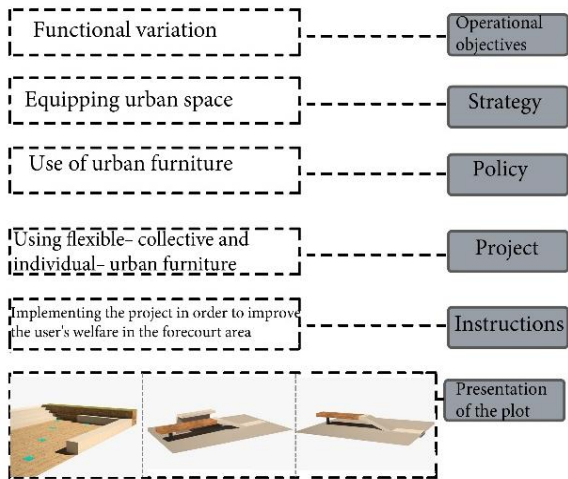 Functional variation
Operational
objectives
Equipping urban space
Strategy
Use of urban furniture
Policy
Using flexible– collective and
individual– urban furniture
Project
Implementing the project in order to improve
the user's welfare in the forecourt area
Instructions
Presentation
of the plot